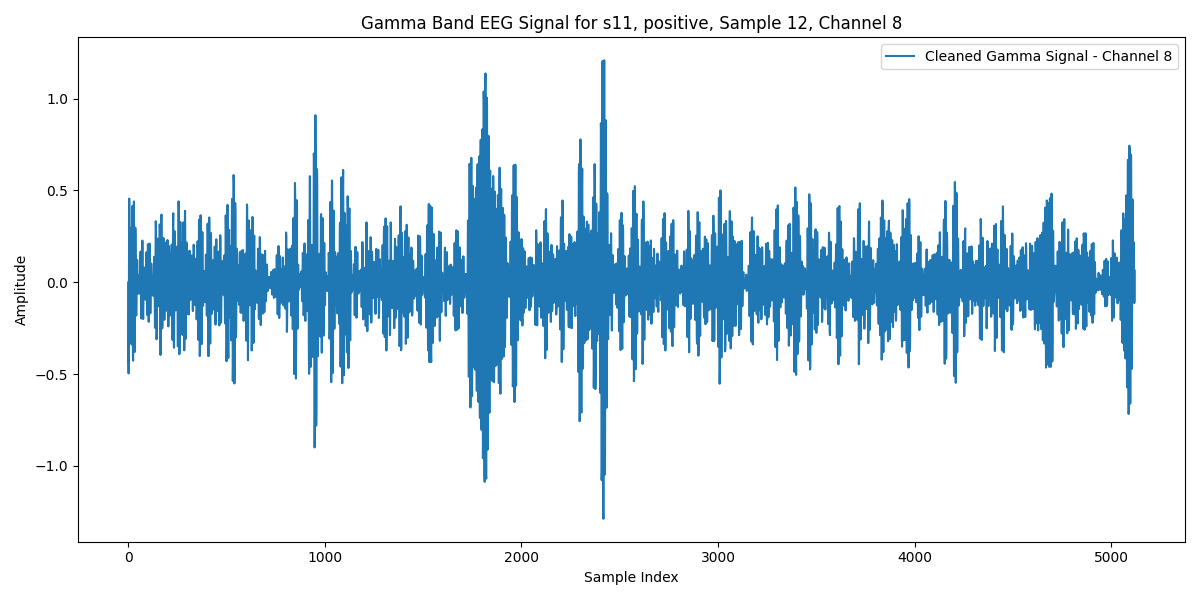 Gamma Band EEG Signal for s11, positive, Sample 12, Channel 8
Cleaned Gamma Signal - Channel 8
Amplitude
1.0
0.5
0.0
−0.5
−1.0
0 1000 2000 3000 4000 5000
Sample Index